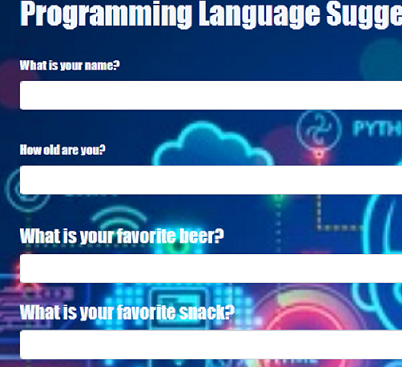 Programming Language Sugge
What is your name?
How old are you?
PYTH
What is your favorite beer?
What is your favorite snack?